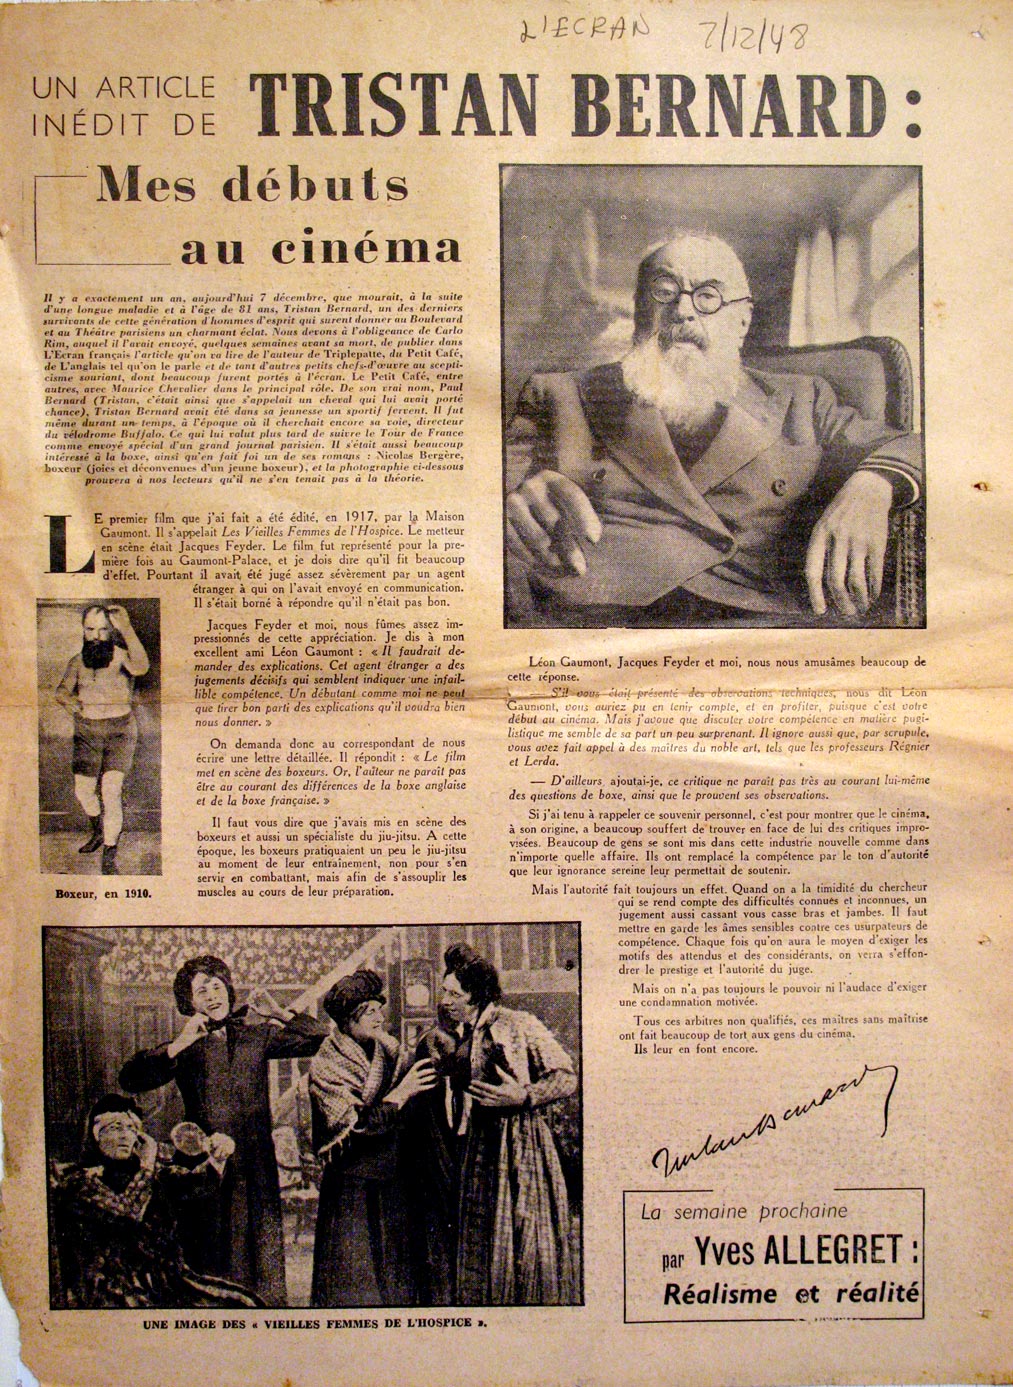 L'ECRAN 7/12/48
UN ARTICLE
INÉDIT DE
TRISTAN BERNARD :
Mes débuts
au cinéma
Il y a exactement un an, aujourd'hui 7 décembre, que mourait, à la suite
d'une longue maladie et à l'âge de 81 ans, Tristan Bernard, un des derniers
survivants de cette génération d'hommes d'esprit qui surent donner au Boulevard
et au Théâtre parisiens un charmant éclat. Nous devons à l'obligeance de Carlo
Rim, auquel il l'avait envoyé, quelques semaines avant sa mort, de publier dans
L'Ecran français l'article qu'on va lire de l'auteur de Triplepatte, du Petit Café,
de L'anglais tel qu'on le parle et de tant d'autres petits chefs-d'œuvre au scepti-
cisme souriant, dont beaucoup furent portés à l'écran. Le Petit Café, entre
autres, avec Maurice Chevalier dans le principal rôle. De son vrai nom, Paul
Bernard (Tristan, c'était ainsi que s'appelait un cheval qui lui avait porté
chance), Tristan Bernard avait été dans sa jeunesse un sportif fervent. Il fut
même durant un temps, à l'époque où il cherchait encore sa voie, directeur
du vélodrome Buffalo. Ce qui lui valut plus tard de suivre le Tour de France
comme envoyé spécial d'un grand journal parisien. Il s'était aussi beaucoup
intéressé à la boxe, ainsi qu'en fait foi un de ses romans : Nicolas Bergère,
boxeur (joies et déconvenues d'un jeune boxeur), et la photographie ci-dessous
prouvera à nos lecteurs qu'il ne s'en tenait pas à la théorie.
LE premier film que j'ai fait a été édité, en 1917, par la Maison
Gaumont. Il s'appelait Les Vieilles Femmes de l'Hospice. Le metteur
en scène était Jacques Feyder. Le film fut représenté pour la pre-
mière fois au Gaumont-Palace, et je dois dire qu'il fit beaucoup
d'effet. Pourtant il avait été jugé assez sévèrement par un agent
étranger à qui on l'avait envoyé en communication.
Il s'était borné à répondre qu'il n'était pas bon.
Jacques Feyder et moi, nous fûmes assez im-
pressionnés de cette appréciation. Je dis à mon
excellent ami Léon Gaumont : « Il faudrait de-
mander des explications. Cet agent étranger a des
jugements décisifs qui semblent indiquer une infail-
lible compétence. Un débutant comme moi ne peut
que tirer bon parti des explications qu'il voudra bien
nous donner. »
On demanda donc au correspondant de nous
écrire une lettre détaillée. Il répondit : « Le film
met en scène des boxeurs. Or, l'auteur ne paraît pas
être au courant des différences de la boxe anglaise
et de la boxe française. »
Il faut vous dire que j'avais mis en scène des
boxeurs et aussi un spécialiste du jiu-jitsu. A cette
époque, les boxeurs pratiquaient un peu le jiu-jitsu
au moment de leur entraînement, non pour s'en
servir en combattant, mais afin de s'assouplir les
muscles au cours de leur préparation.
Boxeur, en 1910.
Léon Gaumont, Jacques Feyder et moi, nous nous amusâmes beaucoup de
cette réponse.
— S'il vous était présenté des observations techniques, nous dit Léon
Gaumont, vous auriez pu en tenir compte, et en profiter, puisque c'est votre
début au cinéma. Mais j'avoue que discuter votre compétence en matière pugi-
listique me semble de sa part un peu surprenant. Il ignore aussi que, par scrupule,
vous avez fait appel à des maîtres du noble art, tels que les professeurs Régnier
et Lerda.
— D'ailleurs, ajoutai-je, ce critique ne paraît pas très au courant lui-même
des questions de boxe, ainsi que le prouvent ses observations.
Si j'ai tenu à rappeler ce souvenir personnel, c'est pour montrer que le cinéma,
à son origine, a beaucoup souffert de trouver en face de lui des critiques impro-
visées. Beaucoup de gens se sont mis dans cette industrie nouvelle comme dans
n'importe quelle affaire. Ils ont remplacé la compétence par le ton d'autorité
que leur ignorance sereine leur permettait de soutenir.
Mais l'autorité fait toujours un effet. Quand on a la timidité du chercheur
qui se rend compte des difficultés connues et inconnues, un
jugement aussi cassant vous casse bras et jambes. Il faut
mettre en garde les âmes sensibles contre ces usurpateurs de
compétence. Chaque fois qu'on aura le moyen d'exiger les
motifs des attendus et des considérants, on verra s'effon-
drer le prestige et l'autorité du juge.
Mais on n'a pas toujours le pouvoir ni l'audace d'exiger
une condamnation motivée.
Tous ces arbitres non qualifiés, ces maîtres sans maîtrise
ont fait beaucoup de tort aux gens du cinéma.
Ils leur en font encore.
Tristan Bernard
UNE IMAGE DES « VIEILLES FEMMES DE L'HOSPICE ».
La semaine prochaine
par Yves ALLEGRET :
Réalisme et réalité